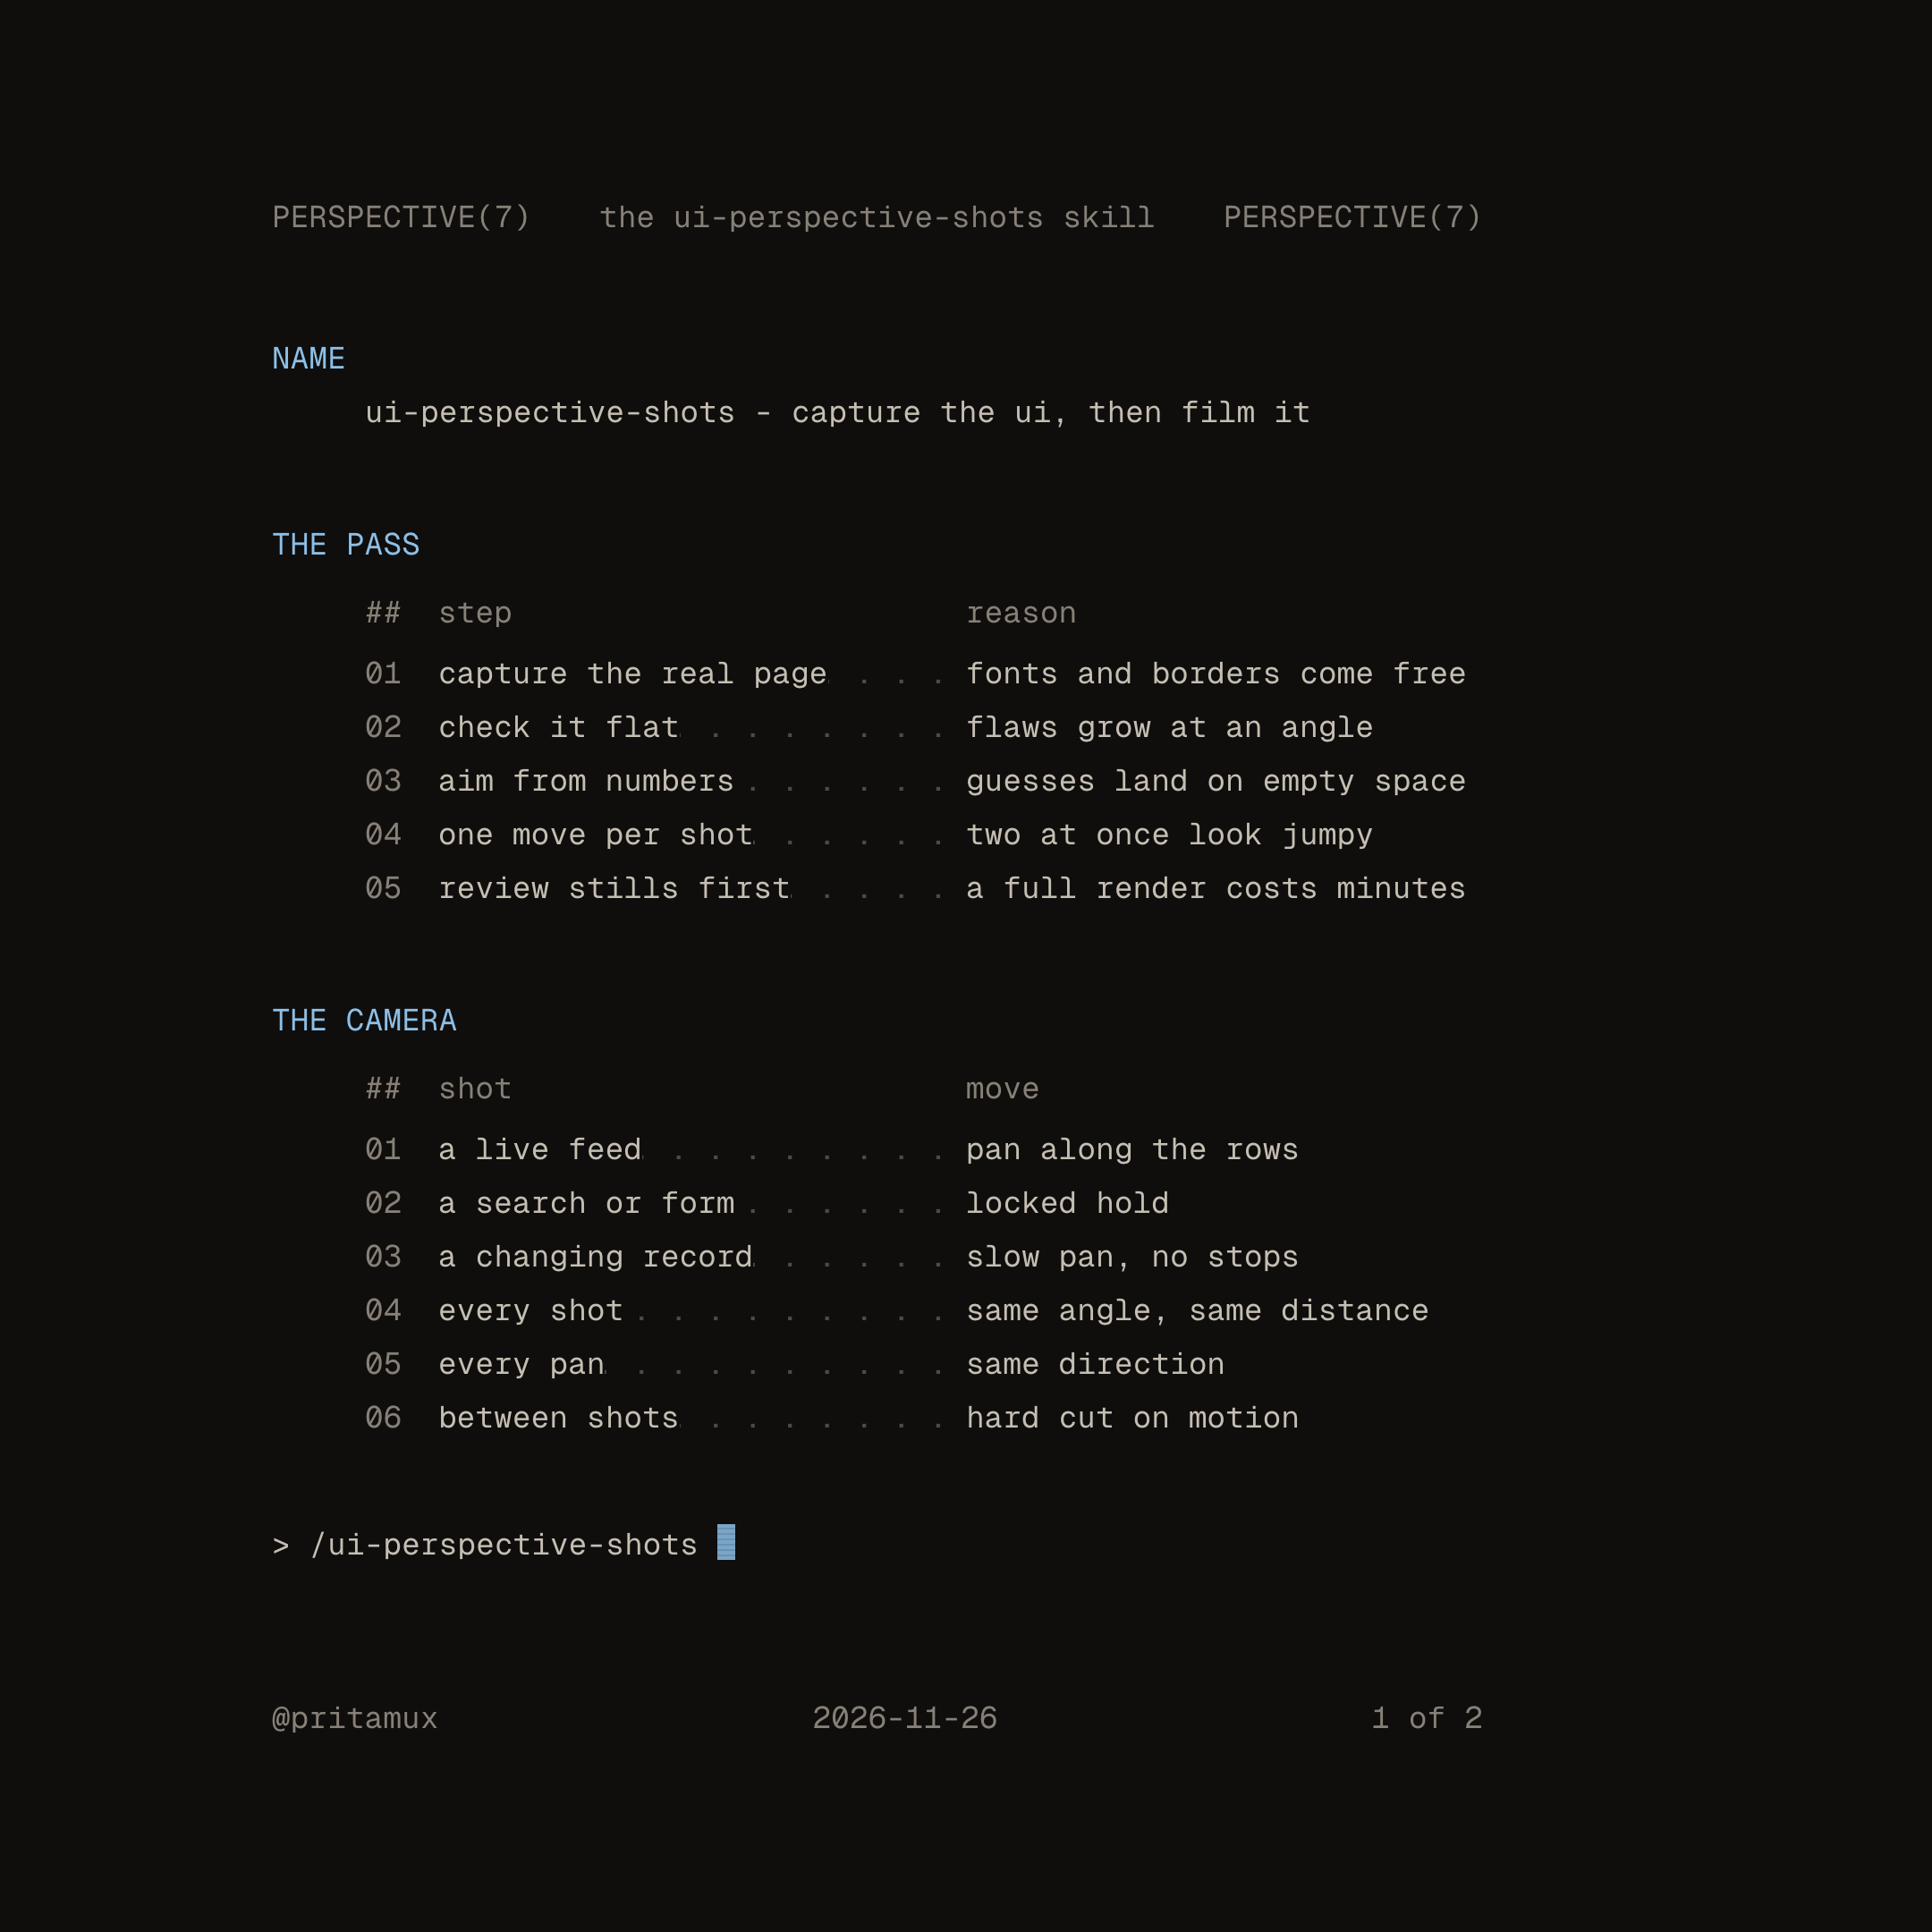 PERSPECTIVE(7) the ui-perspective-shots skill PERSPECTIVE(7)
NAME
ui-perspective-shots - capture the ui, then film it
THE PASS
## step reason
01 capture the real page . . . . fonts and borders come free
02 check it flat . . . . . . . . flaws grow at an angle
03 aim from numbers . . . . . . guesses land on empty space
04 one move per shot . . . . . . two at once look jumpy
05 review stills first . . . . . a full render costs minutes
THE CAMERA
## shot move
01 a live feed . . . . . . . . . pan along the rows
02 a search or form . . . . . . locked hold
03 a changing record . . . . . . slow pan, no stops
04 every shot . . . . . . . . . same angle, same distance
05 every pan . . . . . . . . . . same direction
06 between shots . . . . . . . . hard cut on motion
> /ui-perspective-shots
@pritamux 2026-11-26 1 of 2